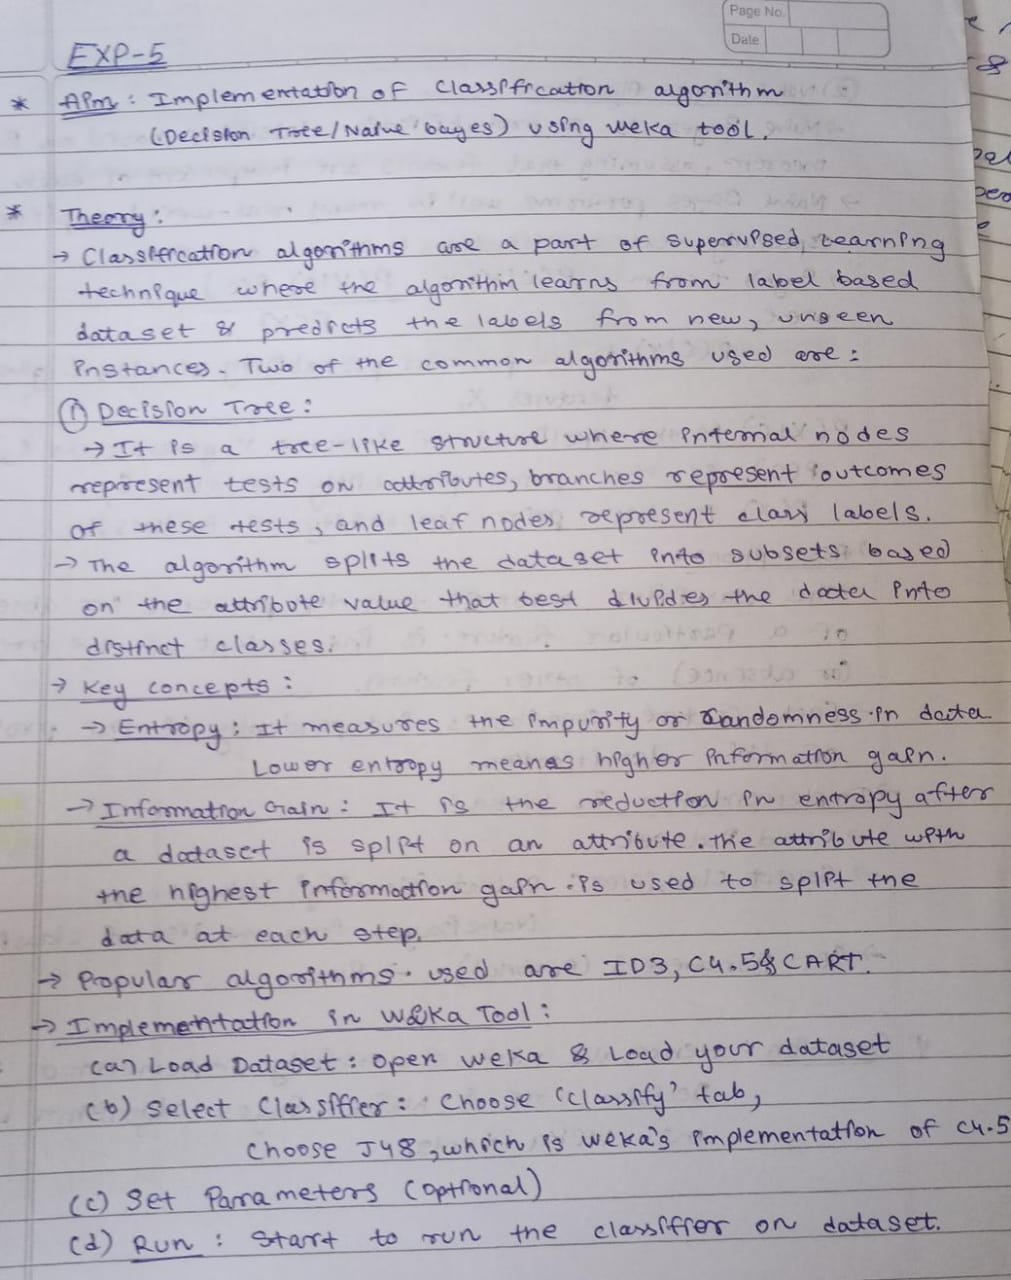 Page No.
Date
EXP-5
* Aim : Implementation of Classification algorithm
(Decision Tree/Naive bayes) using weka tool.
* Theory :
→ Classification algorithms are a part of supervised Learning
technique where the algorithm learns from label based
dataset & predicts the labels from new, unseen
instances. Two of the common algorithms used are :
① Decision Tree :
→ It is a tree-like structure where internal nodes
represent tests on attributes, branches represent outcomes
of these tests, and leaf nodes represent class labels.
→ The algorithm splits the dataset into subsets based
on the attribute value that best divides the data into
distinct classes.
→ Key concepts :
→ Entropy : It measures the impurity or randomness in data
Lower entropy means higher information gain.
→ Information Gain : It is the reduction in entropy after
a dataset is split on an attribute. The attribute with
the highest information gain is used to split the
data at each step.
→ Popular algorithms used are ID3, C4.5 & CART.
→ Implementation in Weka Tool :
(a) Load Dataset : Open weka & Load your dataset
(b) Select Classifier : Choose 'Classify' tab,
choose J48, which is weka's implementation of C4.5
(c) Set Parameters (Optional)
(d) Run : Start to run the classifier on dataset.